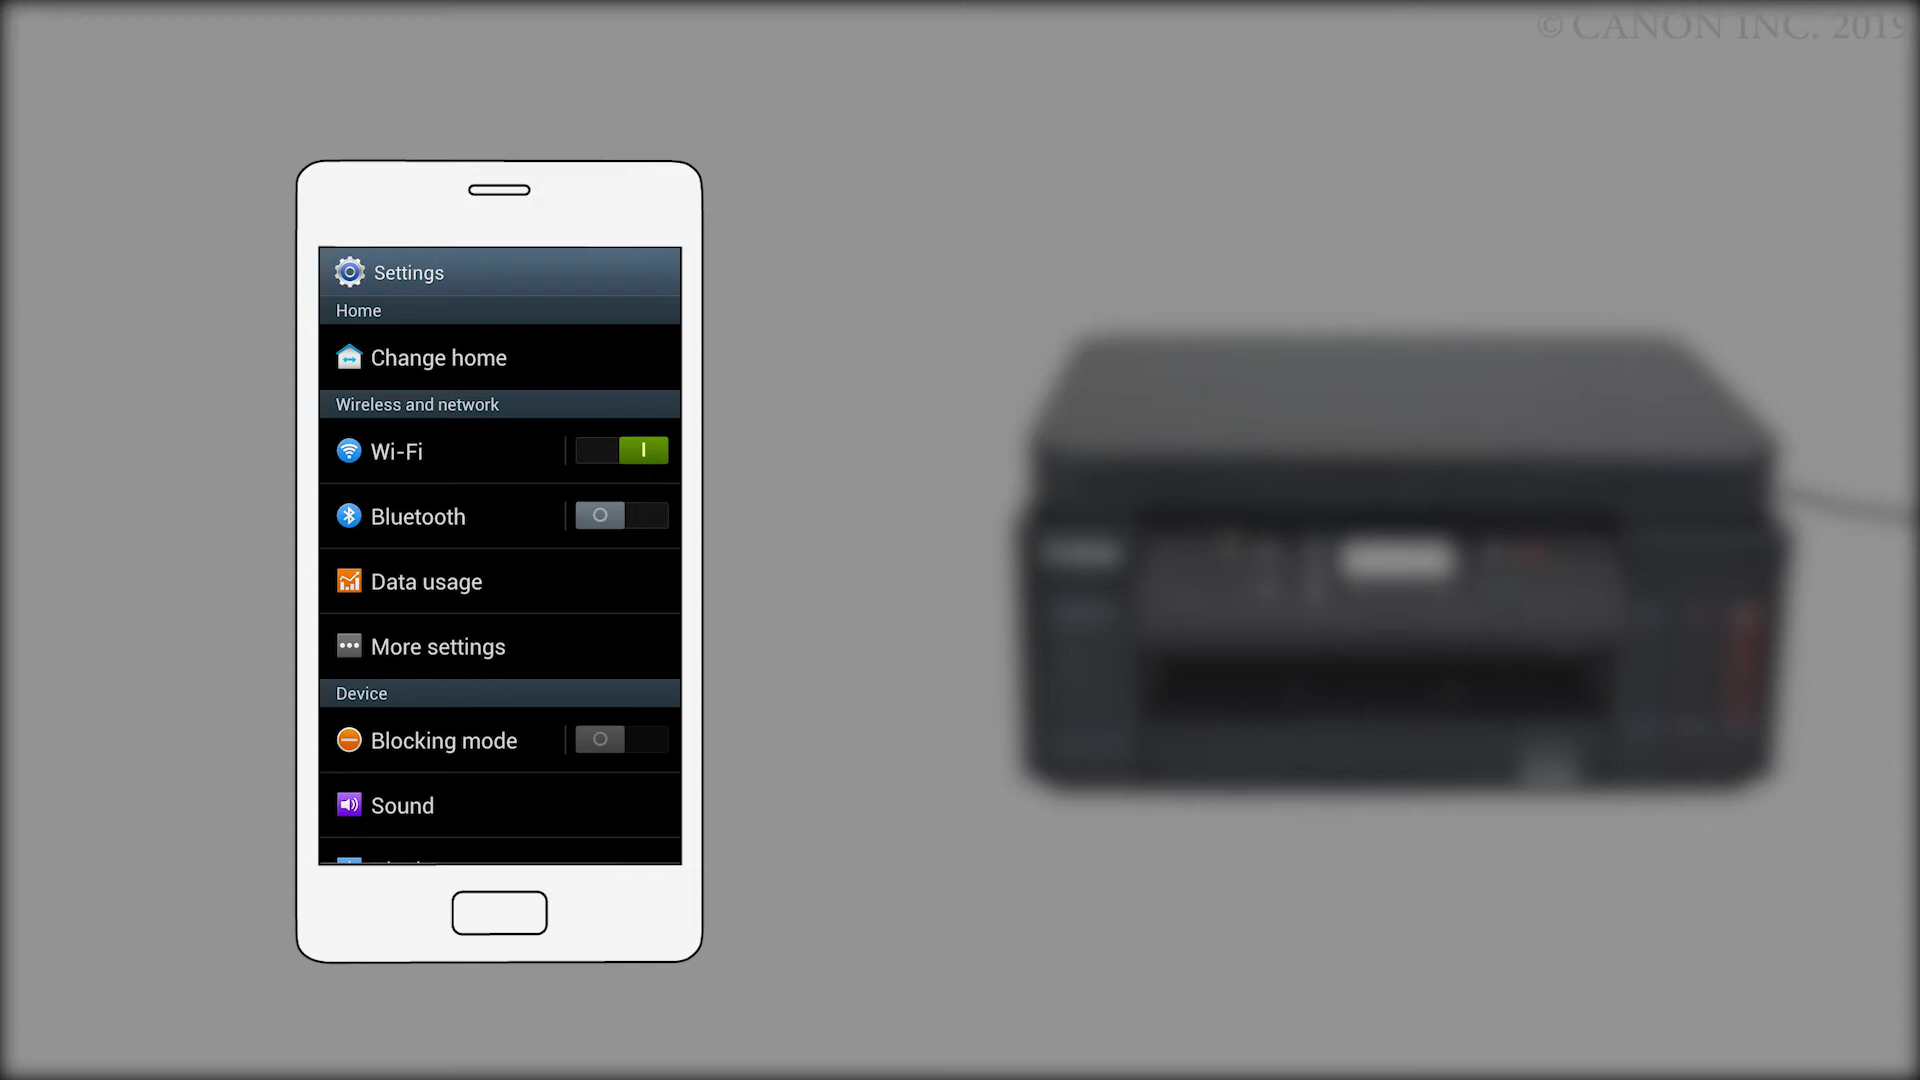 © CANON INC. 2019
Settings
Home
Change home
Wireless and network
Wi-Fi
Bluetooth
Data usage
More settings
Device
Blocking mode
Sound